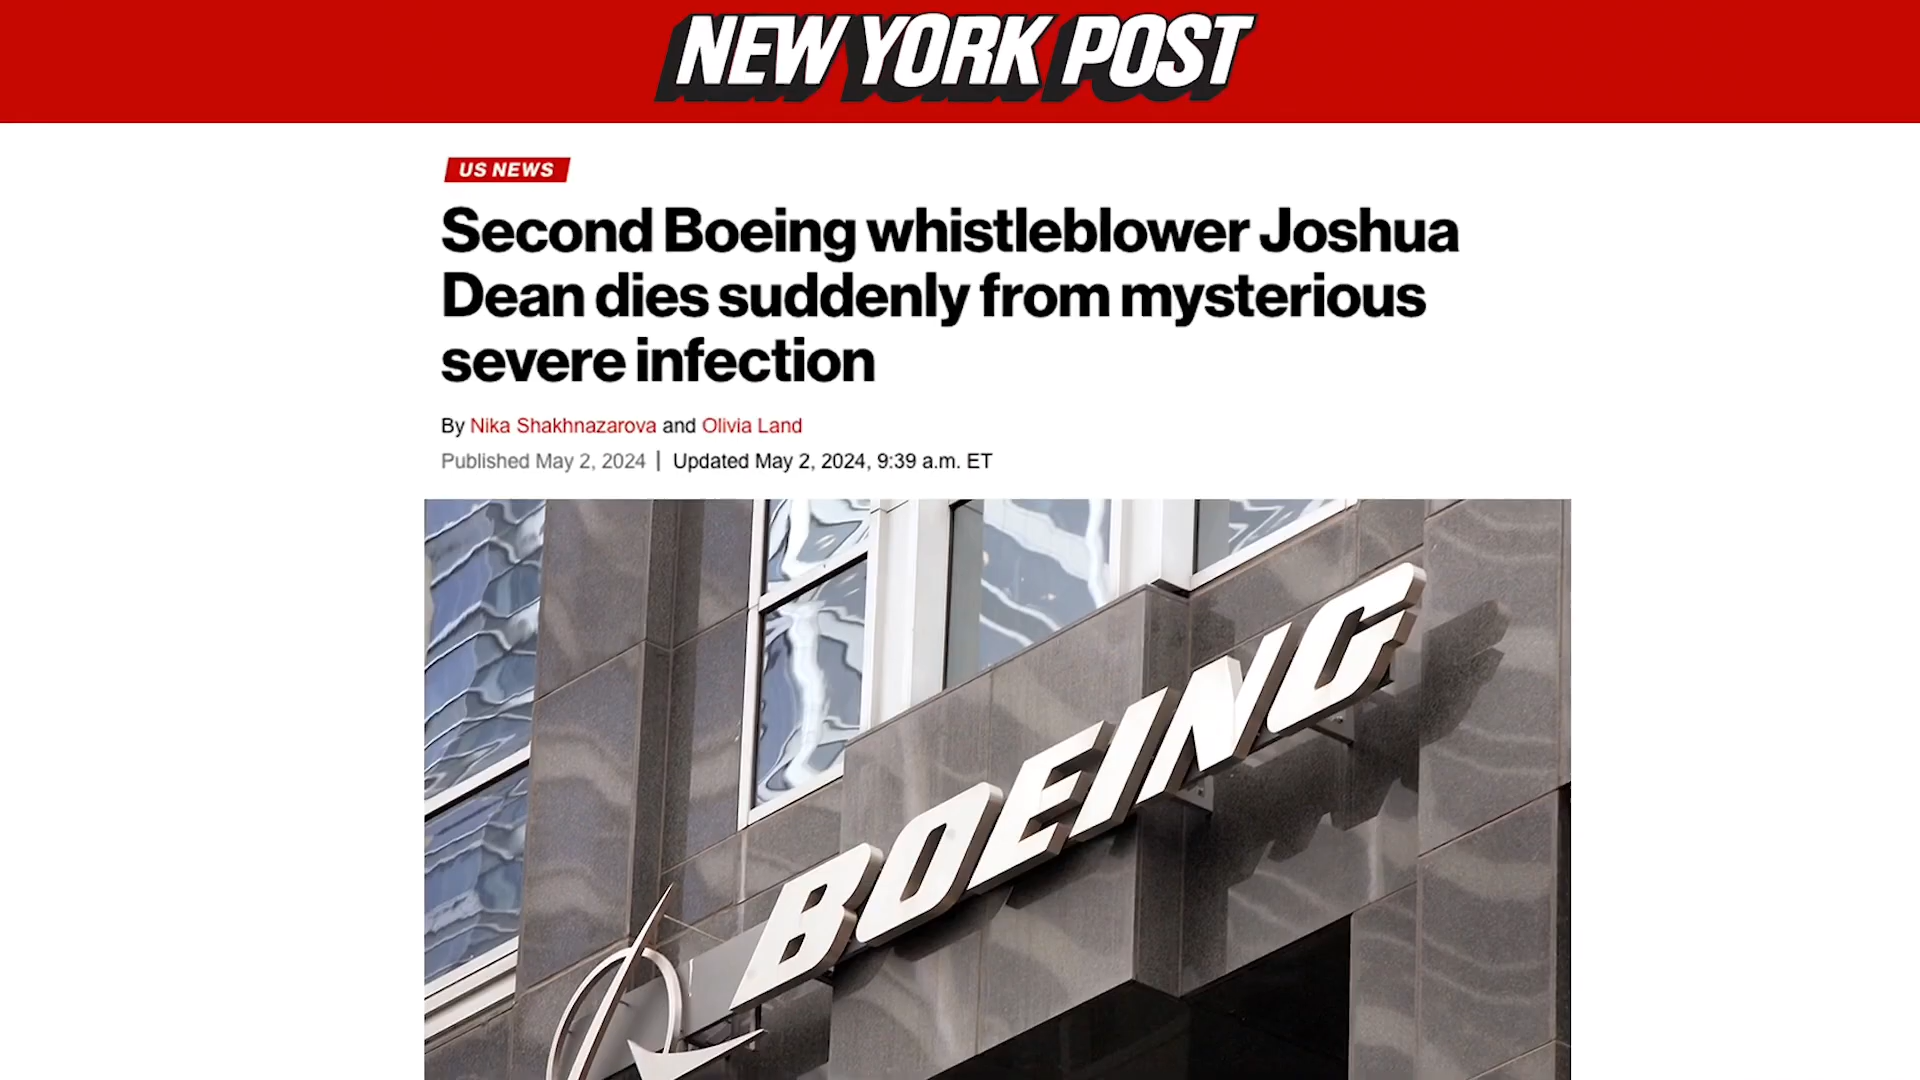 NEW YORK POST
US NEWS
Second Boeing whistleblower Joshua
Dean dies suddenly from mysterious
severe infection
By Nika Shakhnazarova and Olivia Land
Published May 2, 2024 | Updated May 2, 2024, 9:39 a.m. ET
BOEING